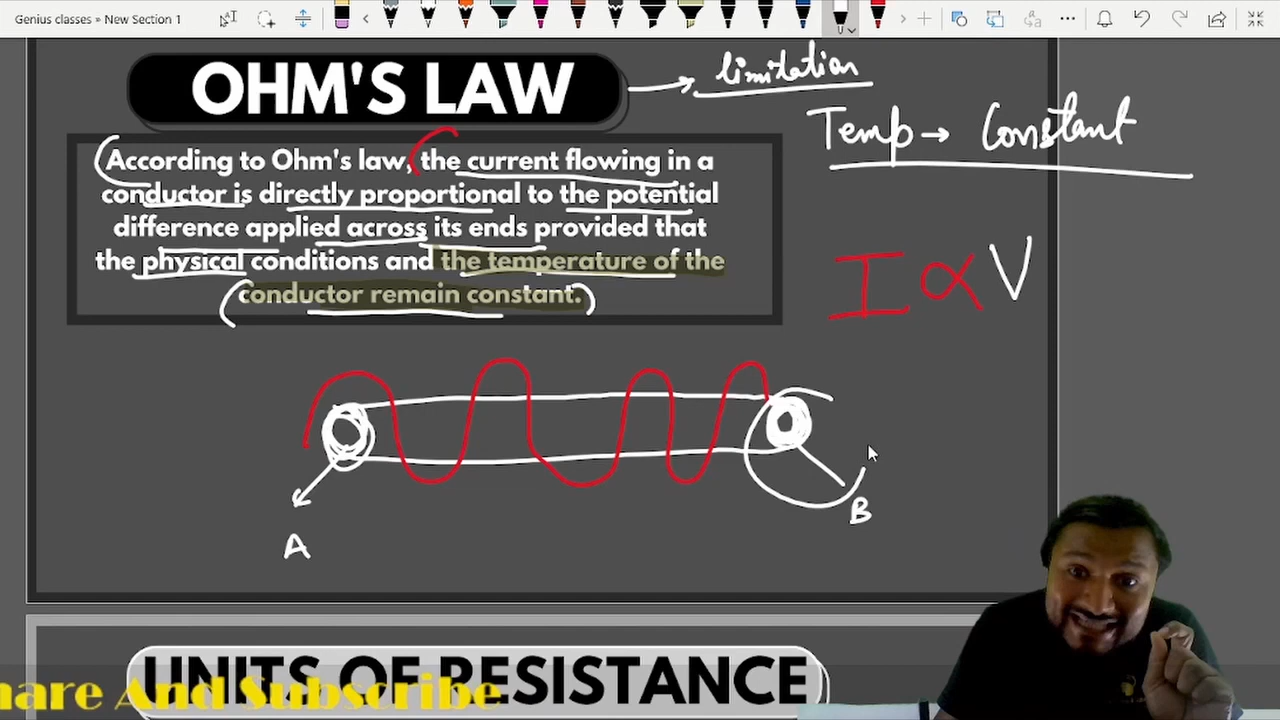 Genius classes » New Section 1
OHM'S LAW
limitation
Temp → Constant
According to Ohm's law, the current flowing in a
conductor is directly proportional to the potential
difference applied across its ends provided that
the physical conditions and the temperature of the
conductor remain constant.
I ∝ V
A
B
UNITS OF RESISTANCE
hare And Subscribe